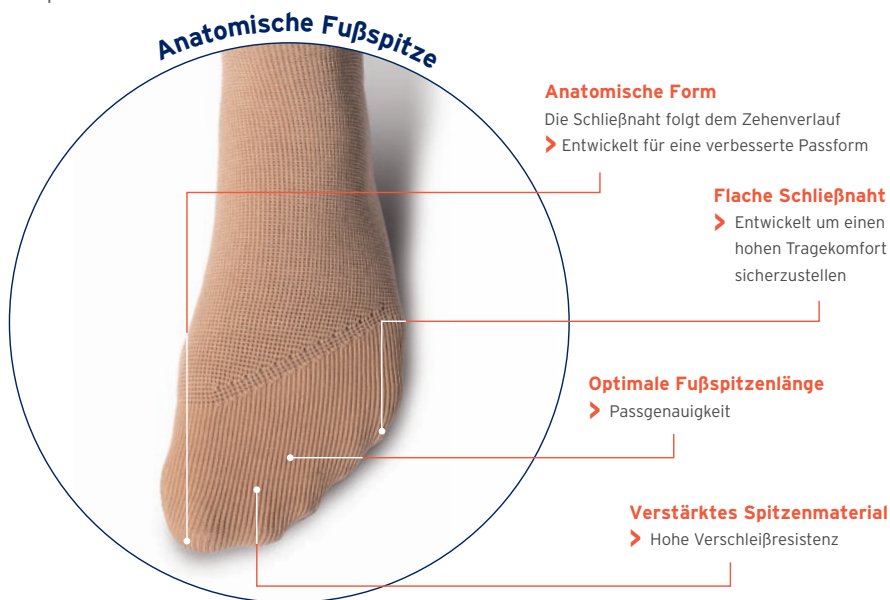 Anatomische Fußspitze
Anatomische Form
Die Schließnaht folgt dem Zehenverlauf
> Entwickelt für eine verbesserte Passform
Flache Schließnaht
> Entwickelt um einen
hohen Tragekomfort
sicherzustellen
Optimale Fußspitzenlänge
> Passgenauigkeit
Verstärktes Spitzenmaterial
> Hohe Verschleißresistenz